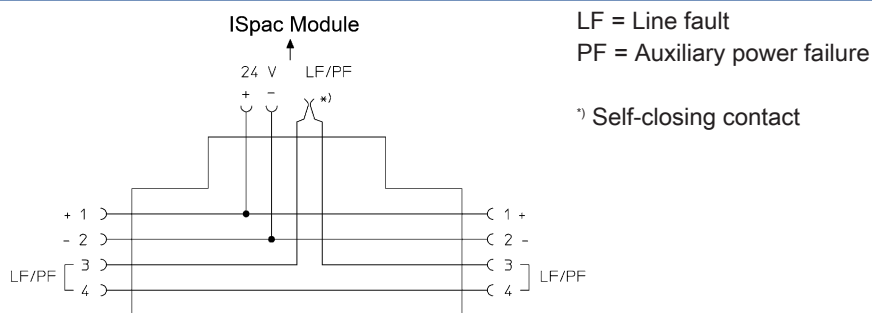 ISpac Module
24 V LF/PF
+ - *)
+ 1
- 2
LF/PF 3
4
1 +
2 -
3 LF/PF
4
LF = Line fault
PF = Auxiliary power failure
*) Self-closing contact